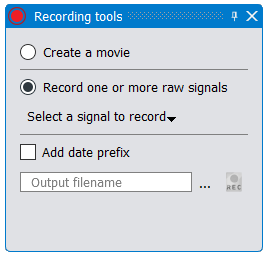 Recording tools
Create a movie
Record one or more raw signals
Select a signal to record
Add date prefix
Output filename ... REC